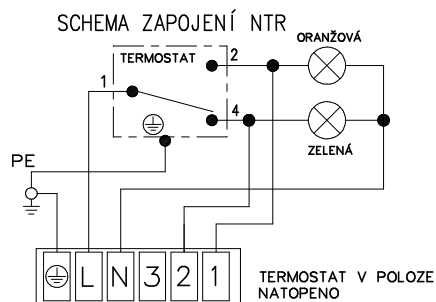 SCHEMA ZAPOJENÍ NTR
ORANŽOVÁ
TERMOSTAT
2
1
4
ZELENÁ
PE
L N 3 2 1
TERMOSTAT V POLOZE
NATOPENO